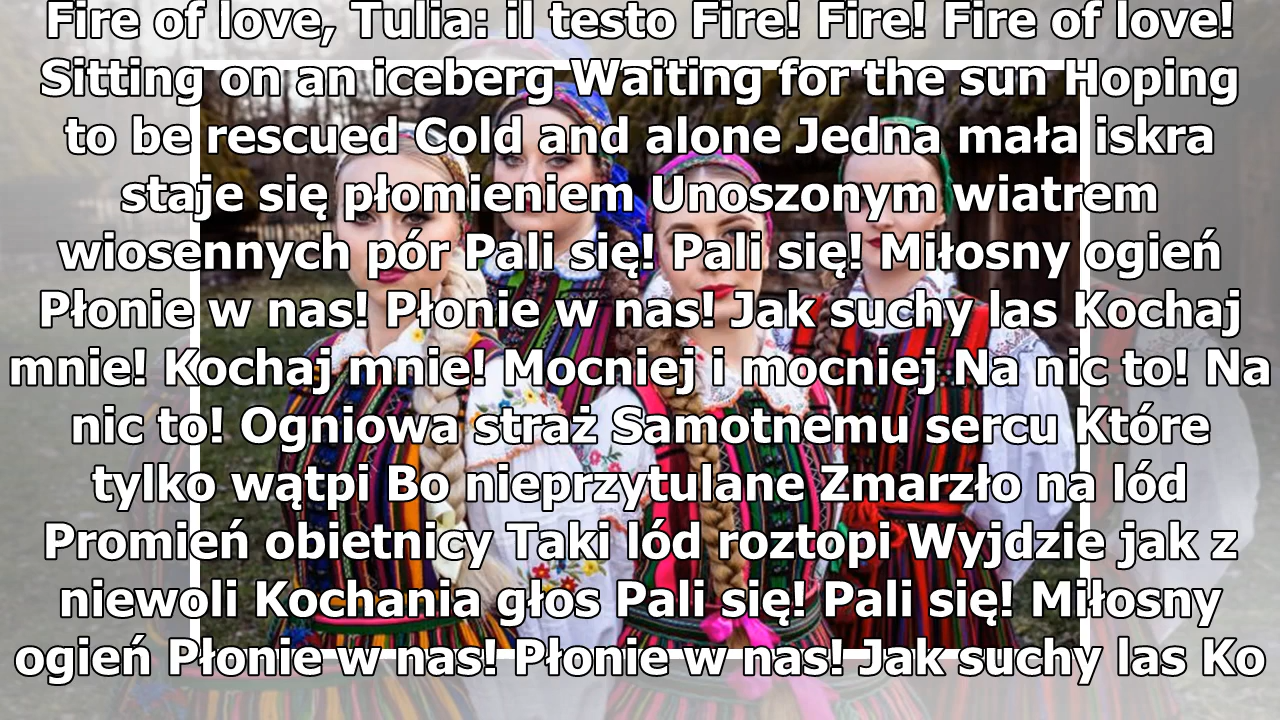 Fire of love, Tulia: il testo Fire! Fire! Fire of love!
Sitting on an iceberg Waiting for the sun Hoping
to be rescued Cold and alone Jedna mała iskra
staje się płomieniem Unoszonym wiatrem
wiosennych pór Pali się! Pali się! Miłosny ogień
Płonie w nas! Płonie w nas! Jak suchy las Kochaj
mnie! Kochaj mnie! Mocniej i mocniej Na nic to! Na
nic to! Ogniowa straż Samotnemu sercu Które
tylko wątpi Bo nieprzytulane Zmarzło na lód
Promień obietnicy Taki lód roztopi Wyjdzie jak z
niewoli Kochania głos Pali się! Pali się! Miłosny
ogień Płonie w nas! Płonie w nas! Jak suchy las Ko